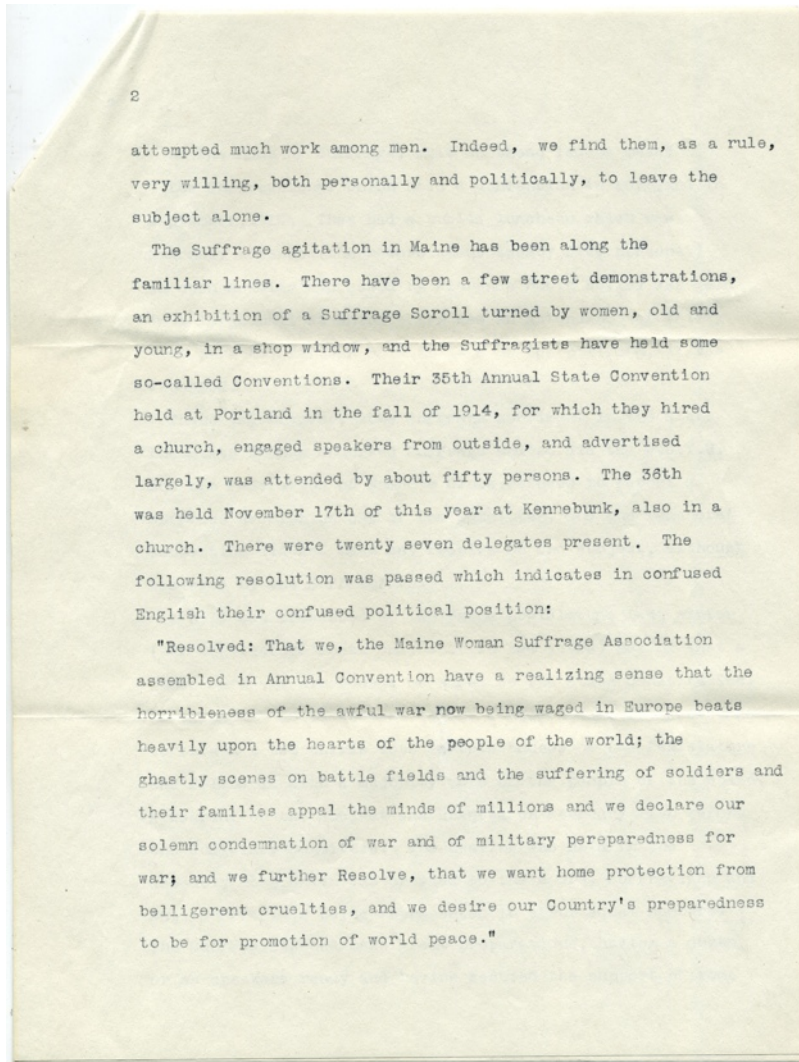 2
attempted much work among men. Indeed, we find them, as a rule,
very willing, both personally and politically, to leave the
subject alone.
The Suffrage agitation in Maine has been along the
familiar lines. There have been a few street demonstrations,
an exhibition of a Suffrage Scroll turned by women, old and
young, in a shop window, and the Suffragists have held some
so-called Conventions. Their 35th Annual State Convention
held at Portland in the fall of 1914, for which they hired
a church, engaged speakers from outside, and advertised
largely, was attended by about fifty persons. The 36th
was held November 17th of this year at Kennebunk, also in a
church. There were twenty seven delegates present. The
following resolution was passed which indicates in confused
English their confused political position:
"Resolved: That we, the Maine Woman Suffrage Association
assembled in Annual Convention have a realizing sense that the
horribleness of the awful war now being waged in Europe beats
heavily upon the hearts of the people of the world; the
ghastly scenes on battle fields and the suffering of soldiers and
their families appal the minds of millions and we declare our
solemn condemnation of war and of military pereparedness for
war; and we further Resolve, that we want home protection from
belligerent cruelties, and we desire our Country's preparedness
to be for promotion of world peace."